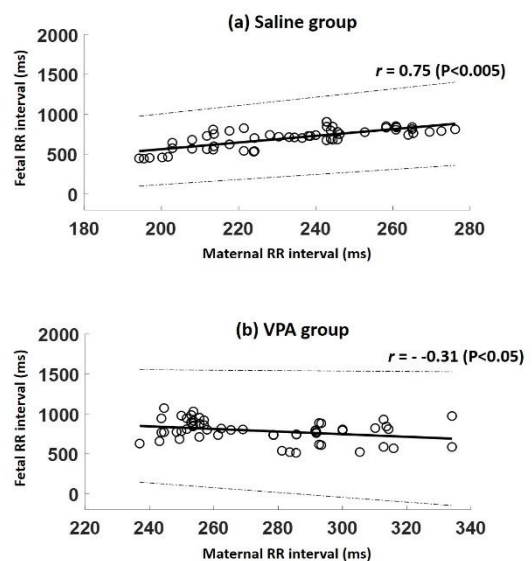 (a) Saline group
r = 0.75 (P<0.005)
Fetal RR interval (ms)
2000
1500
1000
500
0
180 200 220 240 260 280
Maternal RR interval (ms)
(b) VPA group
r = - -0.31 (P<0.05)
Fetal RR interval (ms)
2000
1500
1000
500
0
220 240 260 280 300 320 340
Maternal RR interval (ms)